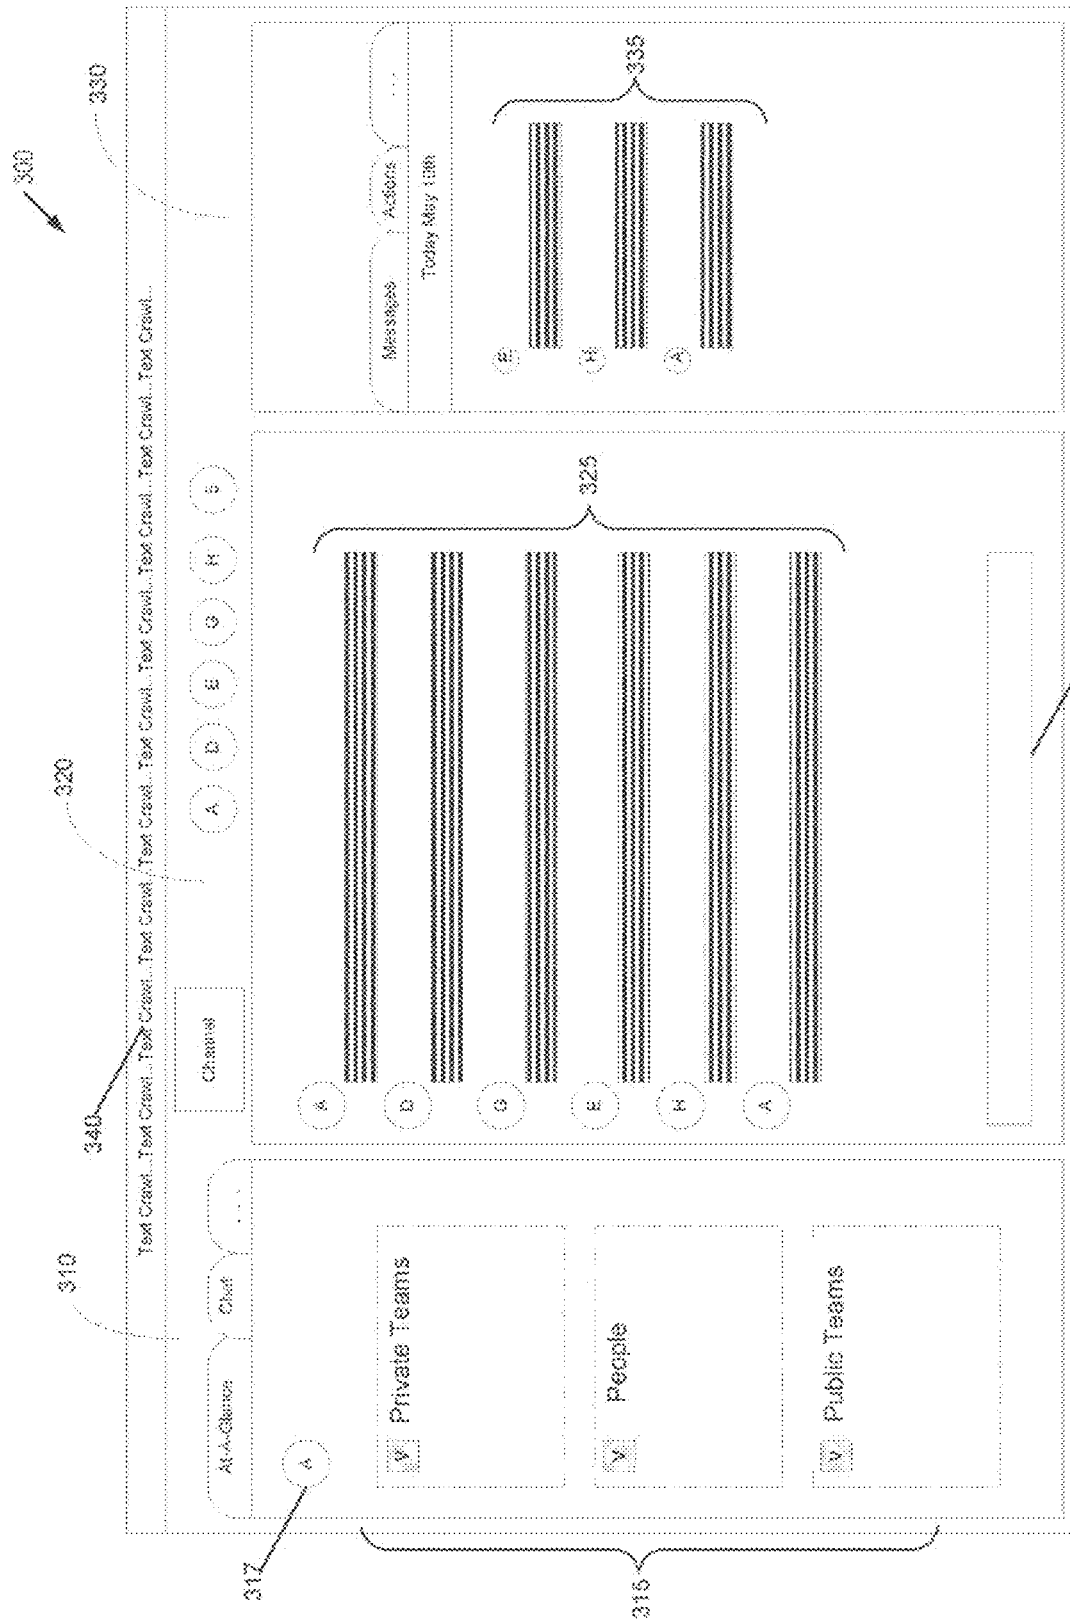 300
310
320
330
340
Text Crawl...Text Crawl...Text Crawl...Text Crawl...Text Crawl...Text Crawl...Text Crawl...Text Crawl...Text Crawl...Text Crawl..
At-A-Glance
Chat
...
Channel
A
D
E
G
H
Messages
Actions
...
317
A
315
V Private Teams
V People
V Public Teams
A
D
G
E
H
A
325
Today May 10th
E
H
A
335